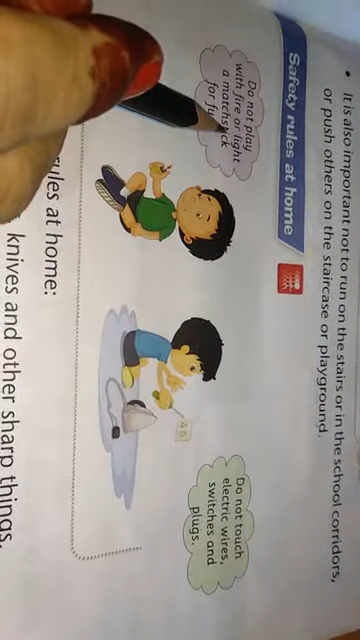 • It is also important not to run on the stairs or in the school corridors,
or push others on the staircase or playground.
Safety rules at home
Do not play
with fire or light
a matchstick
for
Do not touch
electric wires,
switches and
plugs.
rules at home:
knives and other sharp things.